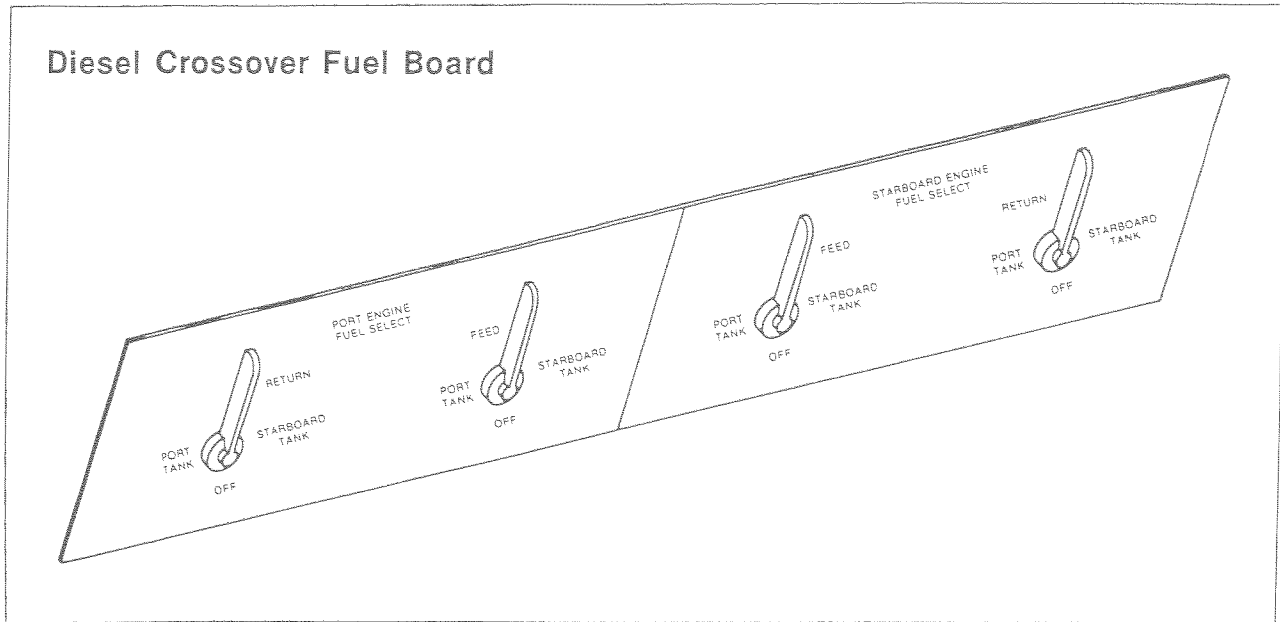 Diesel Crossover Fuel Board
PORT ENGINE
FUEL SELECT
RETURN
PORT
TANK
STARBOARD
TANK
OFF
FEED
PORT
TANK
STARBOARD
TANK
OFF
STARBOARD ENGINE
FUEL SELECT
FEED
PORT
TANK
STARBOARD
TANK
OFF
RETURN
PORT
TANK
STARBOARD
TANK
OFF